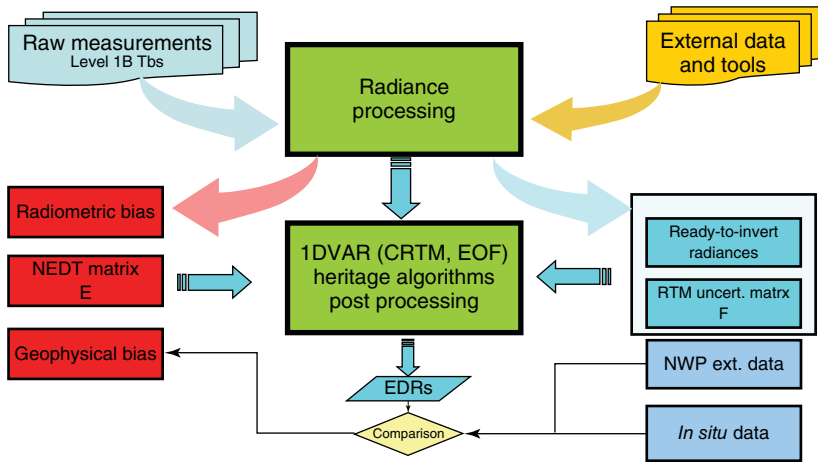 Raw measurements
Level 1B Tbs
External data
and tools
Radiance
processing
Radiometric bias
Ready-to-invert
radiances
1DVAR (CRTM, EOF)
heritage algorithms
post processing
NEDT matrix
E
RTM uncert. matrx
F
Geophysical bias
NWP ext. data
EDRs
Comparison
In situ data